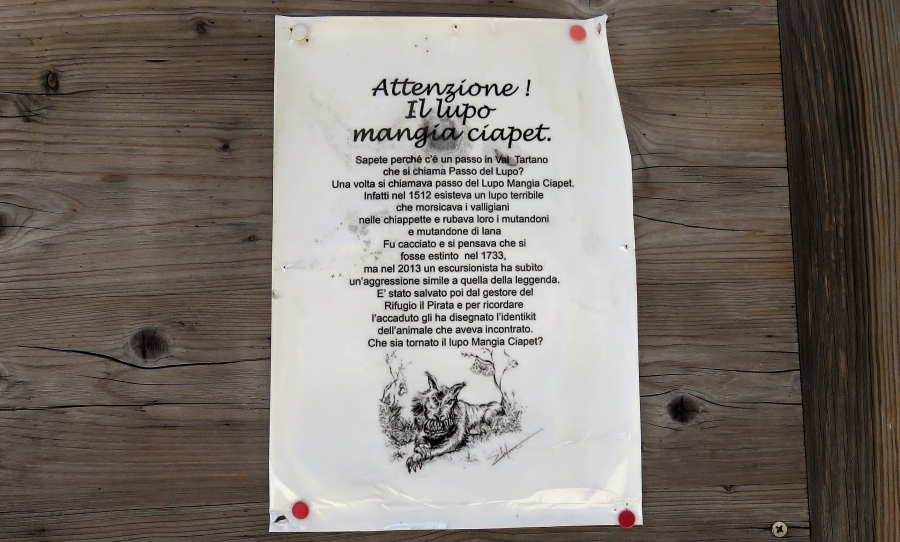 Attenzione !
Il lupo
mangia ciapet.
Sapete perché c'è un passo in Val Tartano
che si chiama Passo del Lupo?
Una volta si chiamava passo del Lupo Mangia Ciapet.
Infatti nel 1512 esisteva un lupo terribile
che morsicava i valligiani
nelle chiappette e rubava loro i mutandoni
e mutandone di lana
Fu cacciato e si pensava che si
fosse estinto nel 1733,
ma nel 2013 un escursionista ha subito
un'aggressione simile a quella della leggenda.
E' stato salvato poi dal gestore del
Rifugio il Pirata e per ricordare
l'accaduto gli ha disegnato l'identikit
dell'animale che aveva incontrato.
Che sia tornato il lupo Mangia Ciapet?